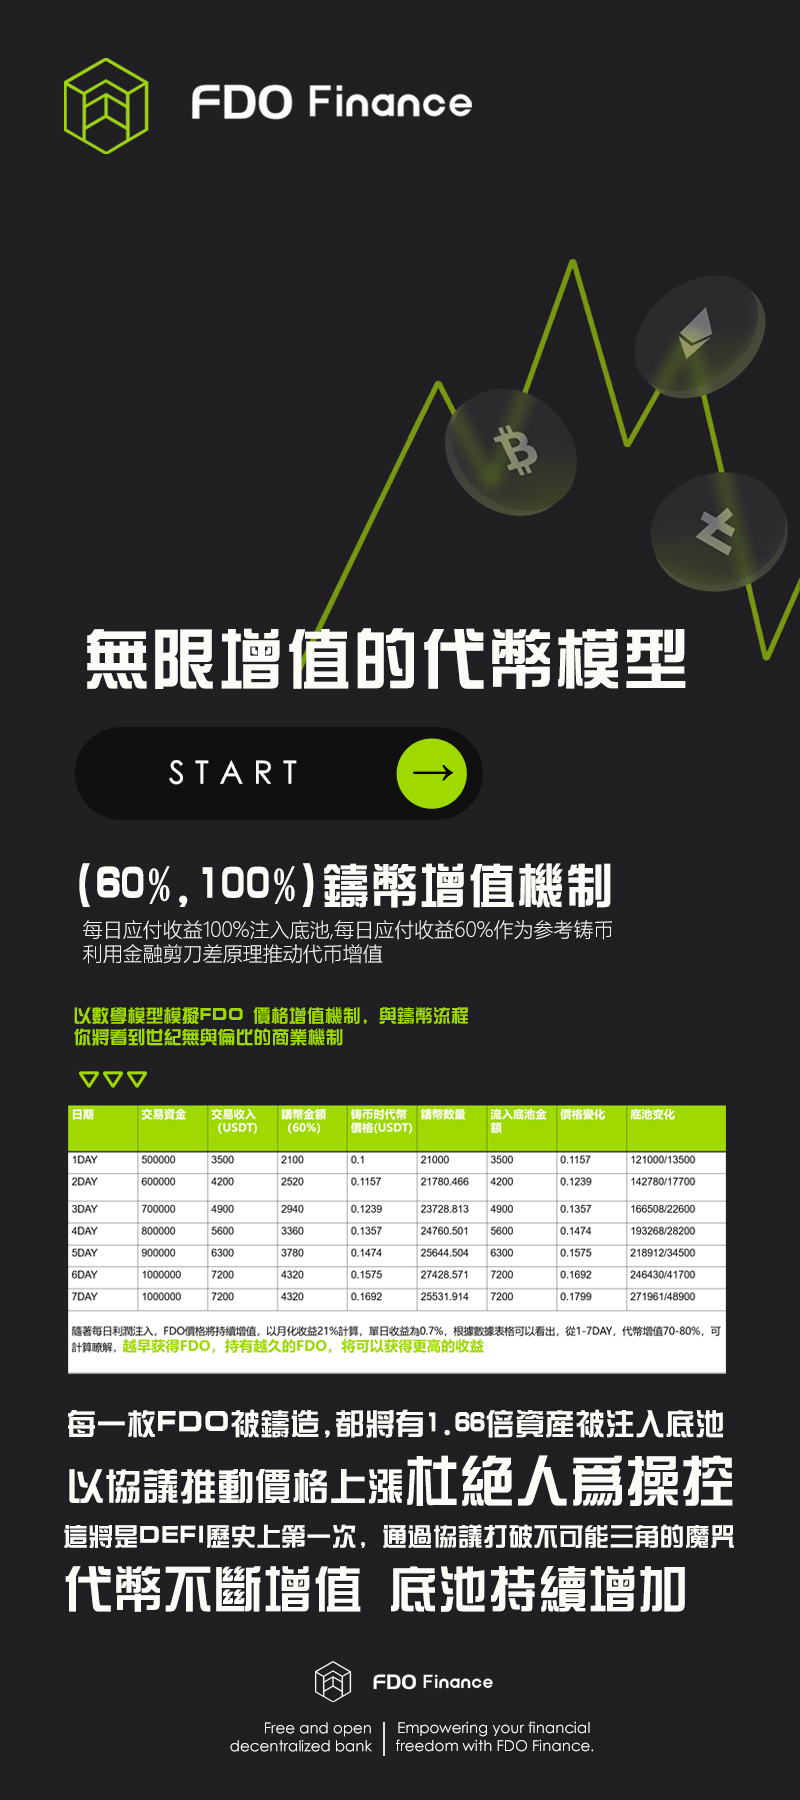 FDO Finance
無限增值的代幣模型
START
(60%, 100%)鑄幣增值機制
每日应付收益100%注入底池,每日应付收益60%作为参考铸币
利用金融剪刀差原理推动代币增值
以數學模型模擬FDO 價格增值機制，與鑄幣流程
你將看到世紀無與倫比的商業機制
日期 交易資金 交易收入 (USDT) 鑄幣金額 (60%) 铸币时代幣價格(USDT) 鑄幣数量 流入底池金額 價格變化 底池变化
1DAY 500000 3500 2100 0.1 21000 3500 0.1157 121000/13500
2DAY 600000 4200 2520 0.1157 21780.466 4200 0.1239 142780/17700
3DAY 700000 4900 2940 0.1239 23728.813 4900 0.1357 166508/22600
4DAY 800000 5600 3360 0.1357 24760.501 5600 0.1474 193268/28200
5DAY 900000 6300 3780 0.1474 25644.504 6300 0.1575 218912/34500
6DAY 1000000 7200 4320 0.1575 27428.571 7200 0.1692 246430/41700
7DAY 1000000 7200 4320 0.1692 25531.914 7200 0.1799 271961/48900
隨著每日利潤注入，FDO價格將持續增值，以月化收益21%計算，單日收益為0.7%，根據數據表格可以看出，從1-7DAY，代幣增值70-80%，可
計算瞭解，越早获得FDO，持有越久的FDO，将可以获得更高的收益
每一枚FDO被鑄造,都將有1.66倍資產被注入底池
以協議推動價格上漲杜絕人爲操控
這將是DEFI歷史上第一次，通過協議打破不可能三角的魔咒
代幣不斷增值 底池持續增加
FDO Finance
Free and open | Empowering your financial
decentralized bank | freedom with FDO Finance.